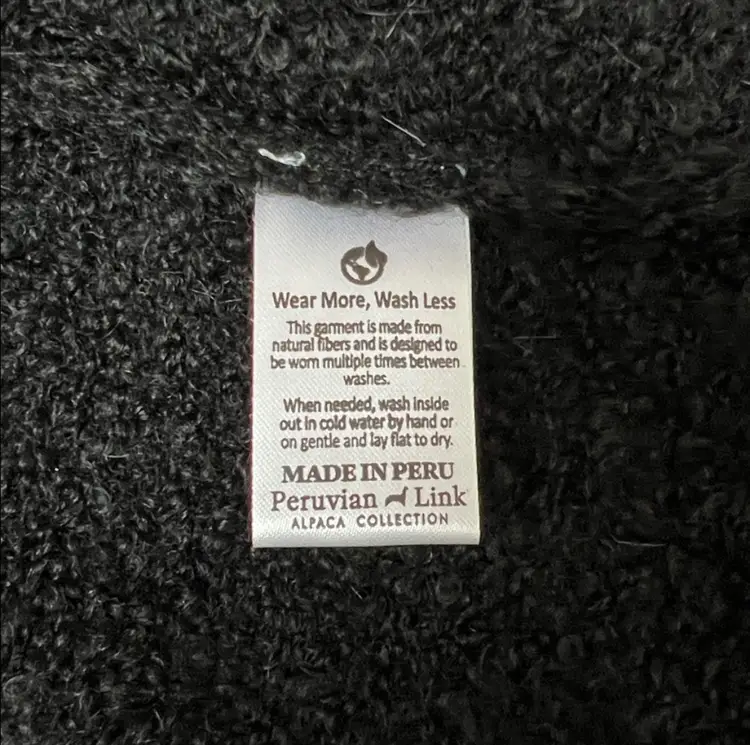 Wear More, Wash Less
This garment is made from
natural fibers and is designed to
be worn multiple times between
washes.
When needed, wash inside
out in cold water by hand or
on gentle and lay flat to dry.
MADE IN PERU
Peruvian Link
ALPACA COLLECTION